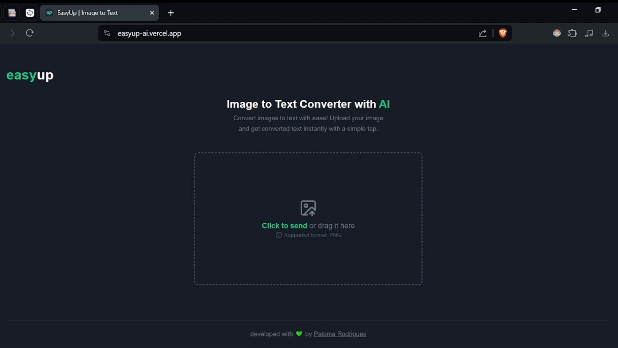 EasyUp | Image to Text
easyup-ai.vercel.app
easyup
Image to Text Converter with AI
Convert images to text with ease! Upload your image
and get converted text instantly with a simple tap.
Click to send or drag it here
Supported format: PNG
developed with 💚 by Paloma Rodrigues